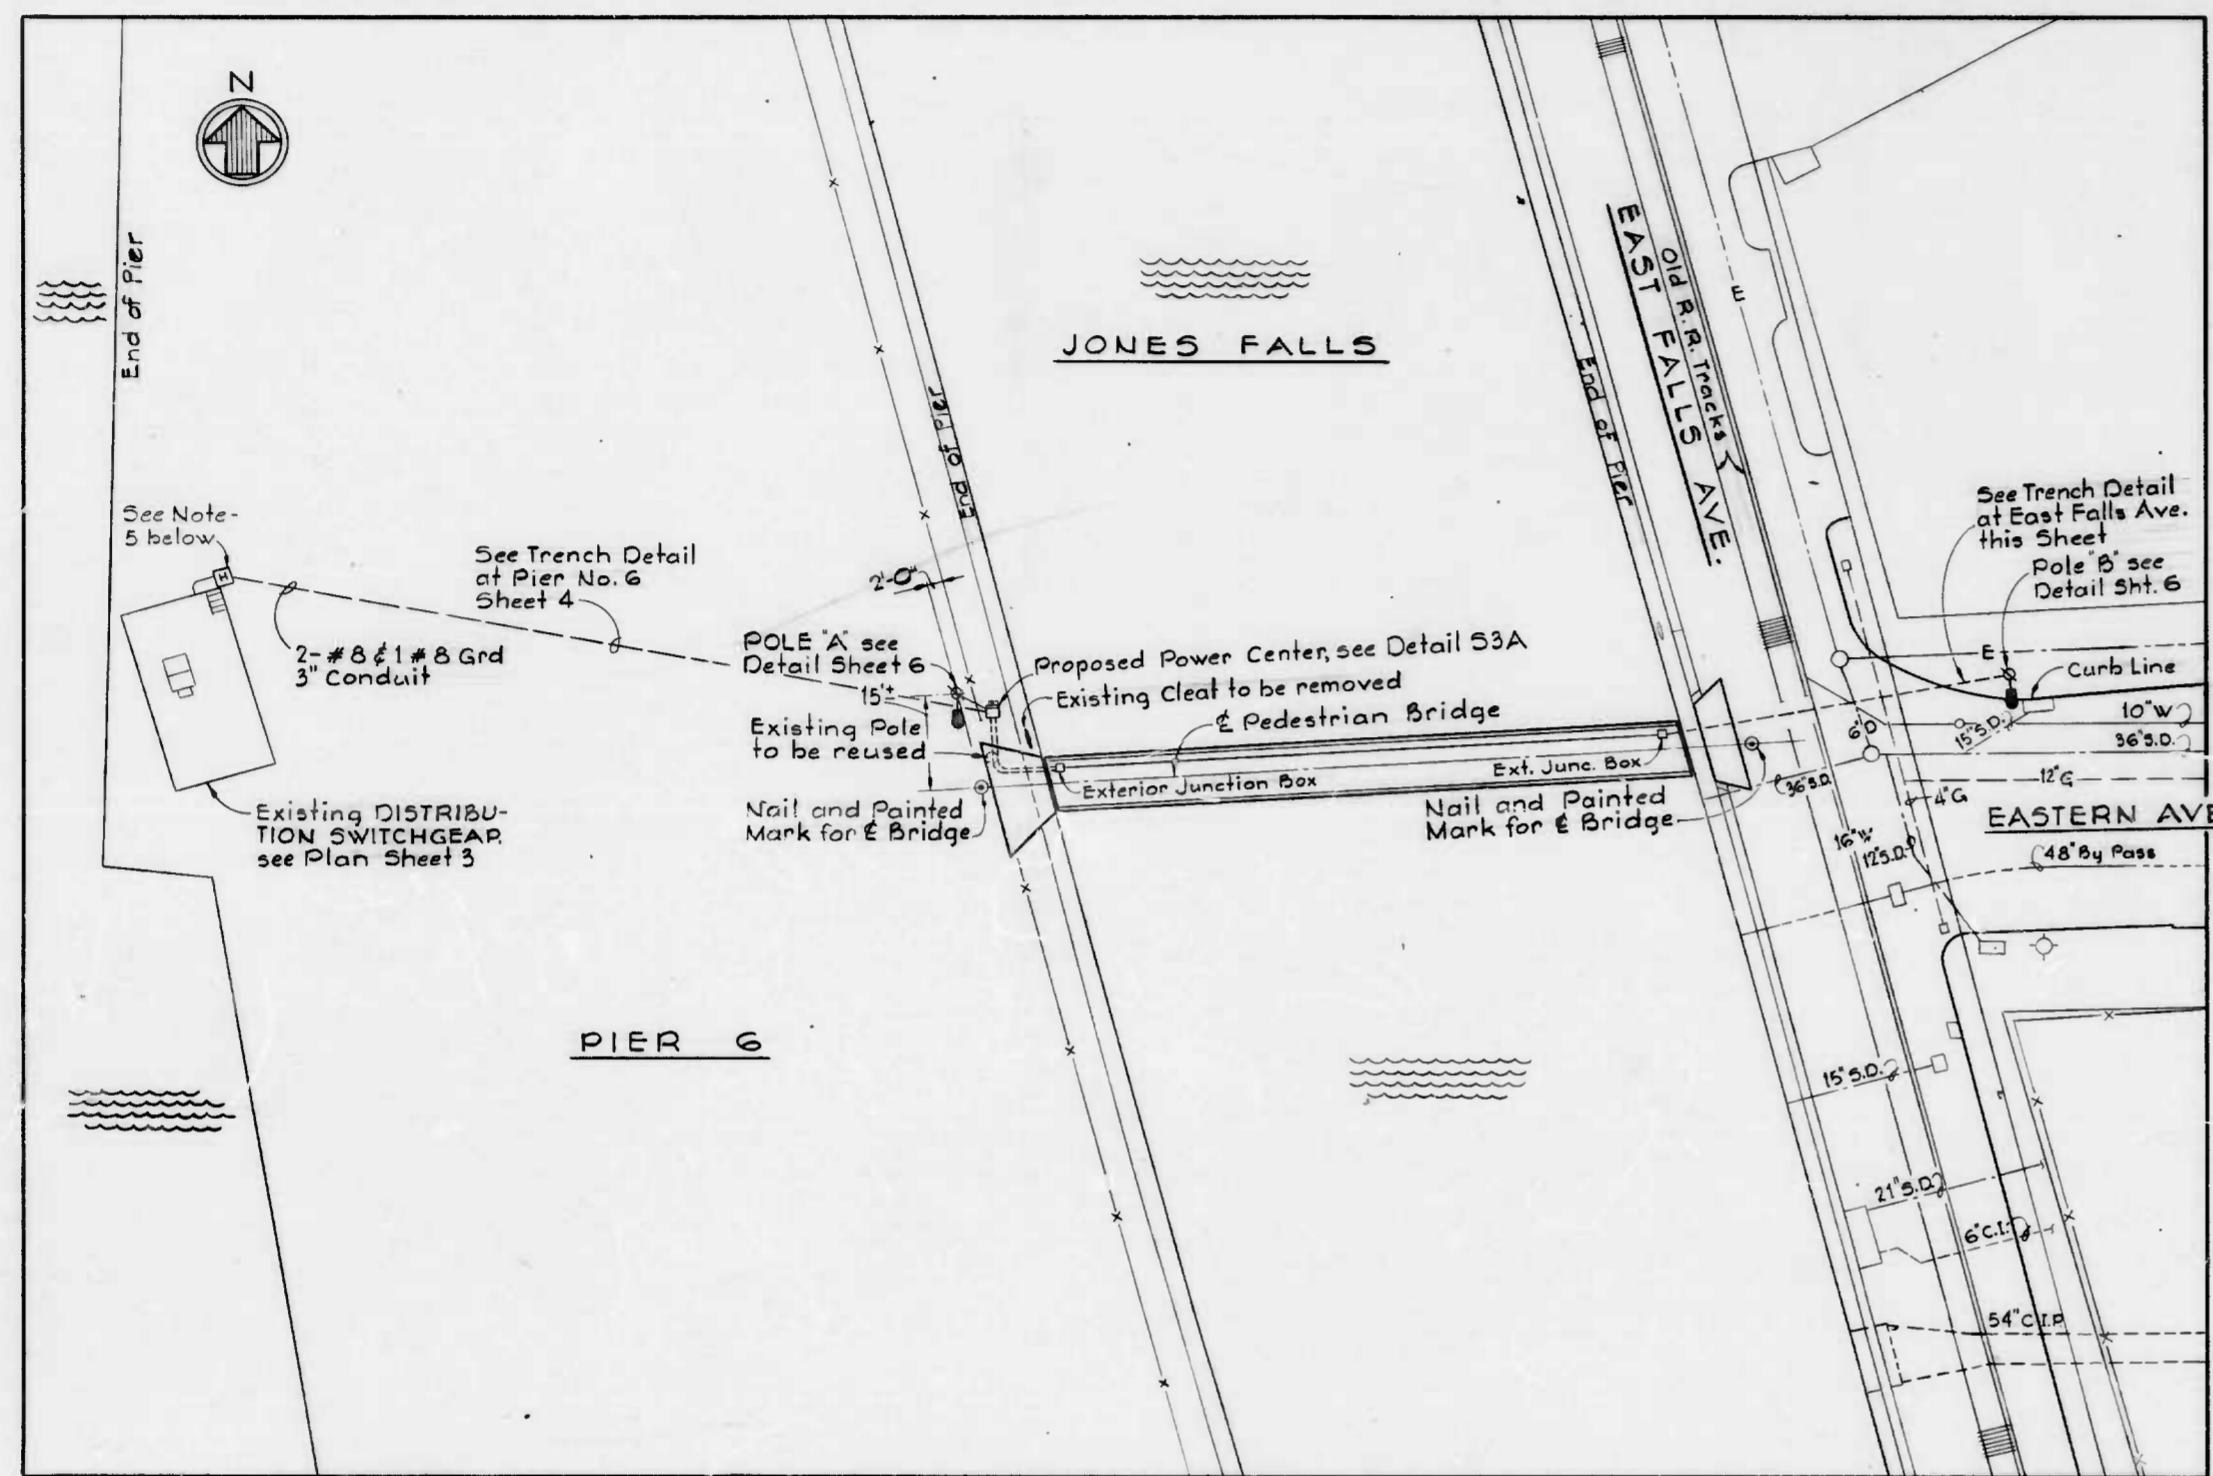 N
End of Pier
JONES FALLS
End of Pier
End of Pier
Old R.R. Tracks
EAST FALLS AVE.
E
See Note-
5 below
H
See Trench Detail
at Pier No. 6
Sheet 4
2-#8 & 1 #8 Grd
3" Conduit
2'-0"
POLE "A" see
Detail Sheet 6
15'±
Existing Pole
to be reused
Proposed Power Center, see Detail S3A
Existing Cleat to be removed
℄ Pedestrian Bridge
Exterior Junction Box
Ext. Junc. Box
Nail and Painted
Mark for ℄ Bridge
Nail and Painted
Mark for ℄ Bridge
Existing DISTRIBU-
TION SWITCHGEAR.
see Plan Sheet 3
See Trench Detail
at East Falls Ave.
this Sheet
Pole "B" see
Detail Sht. 6
E
Curb Line
6"D
15"S.D.
10"W
36"S.D.
36"S.D.
12"G
4"G
EASTERN AVE
16"W
12"S.D.
48"By Pass
PIER 6
15"S.D.
21"S.D.
6"C.I.
54"C.I.P.